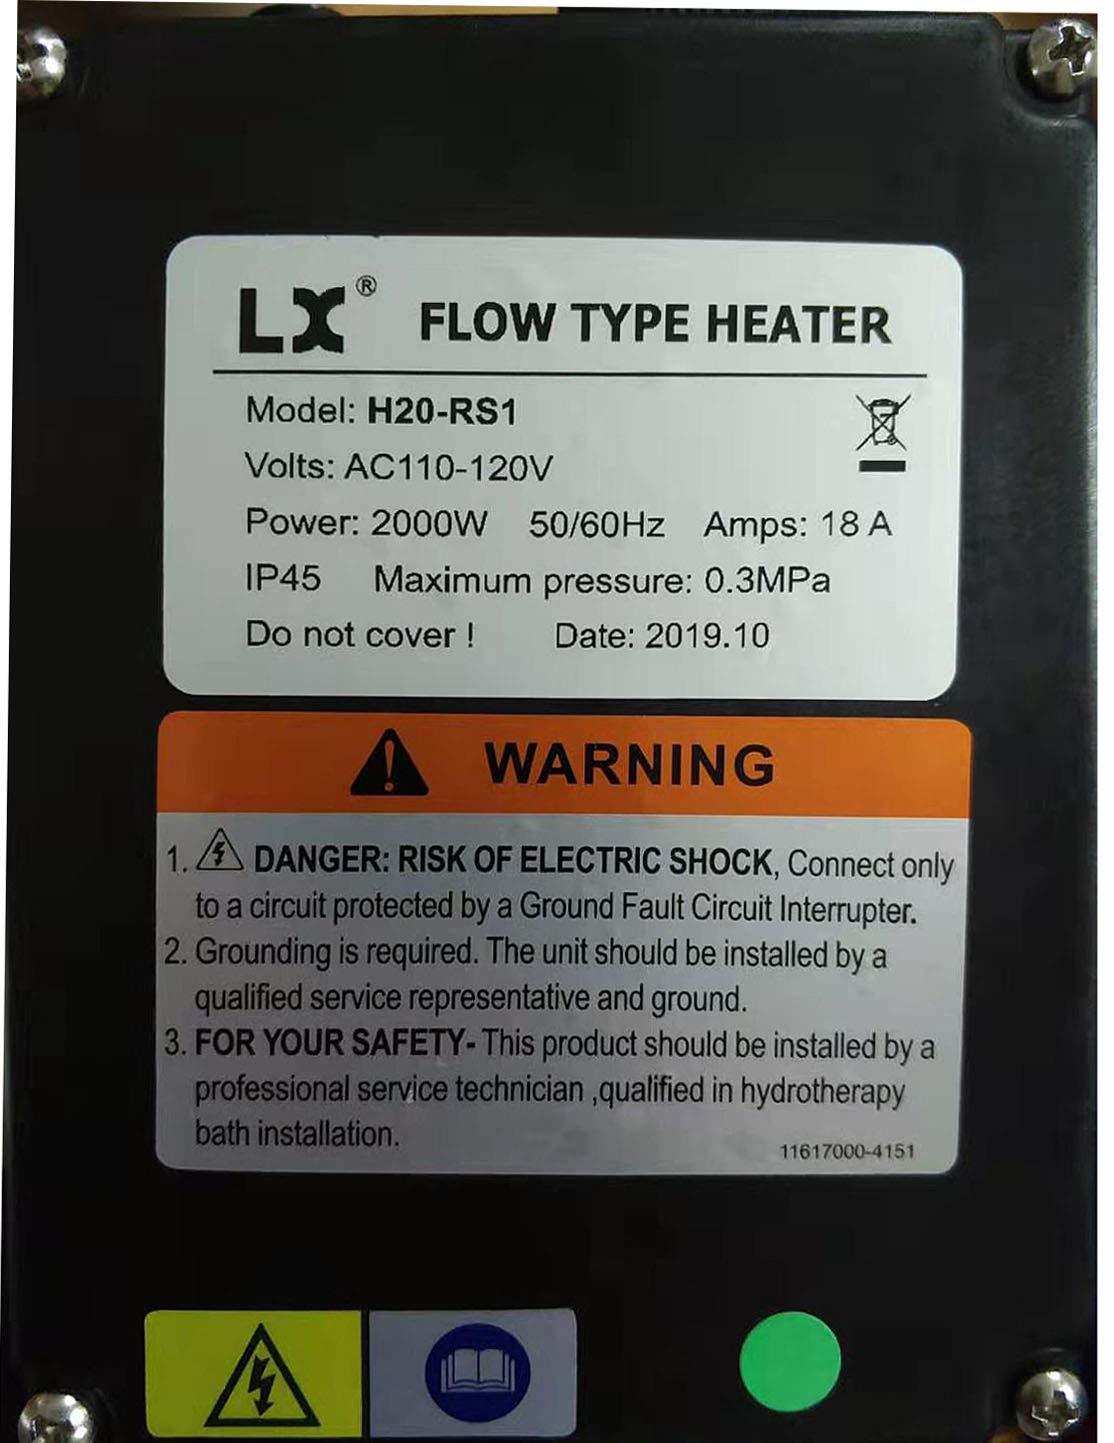 LX® FLOW TYPE HEATER
Model: H20-RS1
Volts: AC110-120V
Power: 2000W 50/60Hz Amps: 18 A
IP45 Maximum pressure: 0.3MPa
Do not cover ! Date: 2019.10
WARNING
1. DANGER: RISK OF ELECTRIC SHOCK, Connect only
to a circuit protected by a Ground Fault Circuit Interrupter.
2. Grounding is required. The unit should be installed by a
qualified service representative and ground.
3. FOR YOUR SAFETY- This product should be installed by a
professional service technician ,qualified in hydrotherapy
bath installation.
11617000-4151